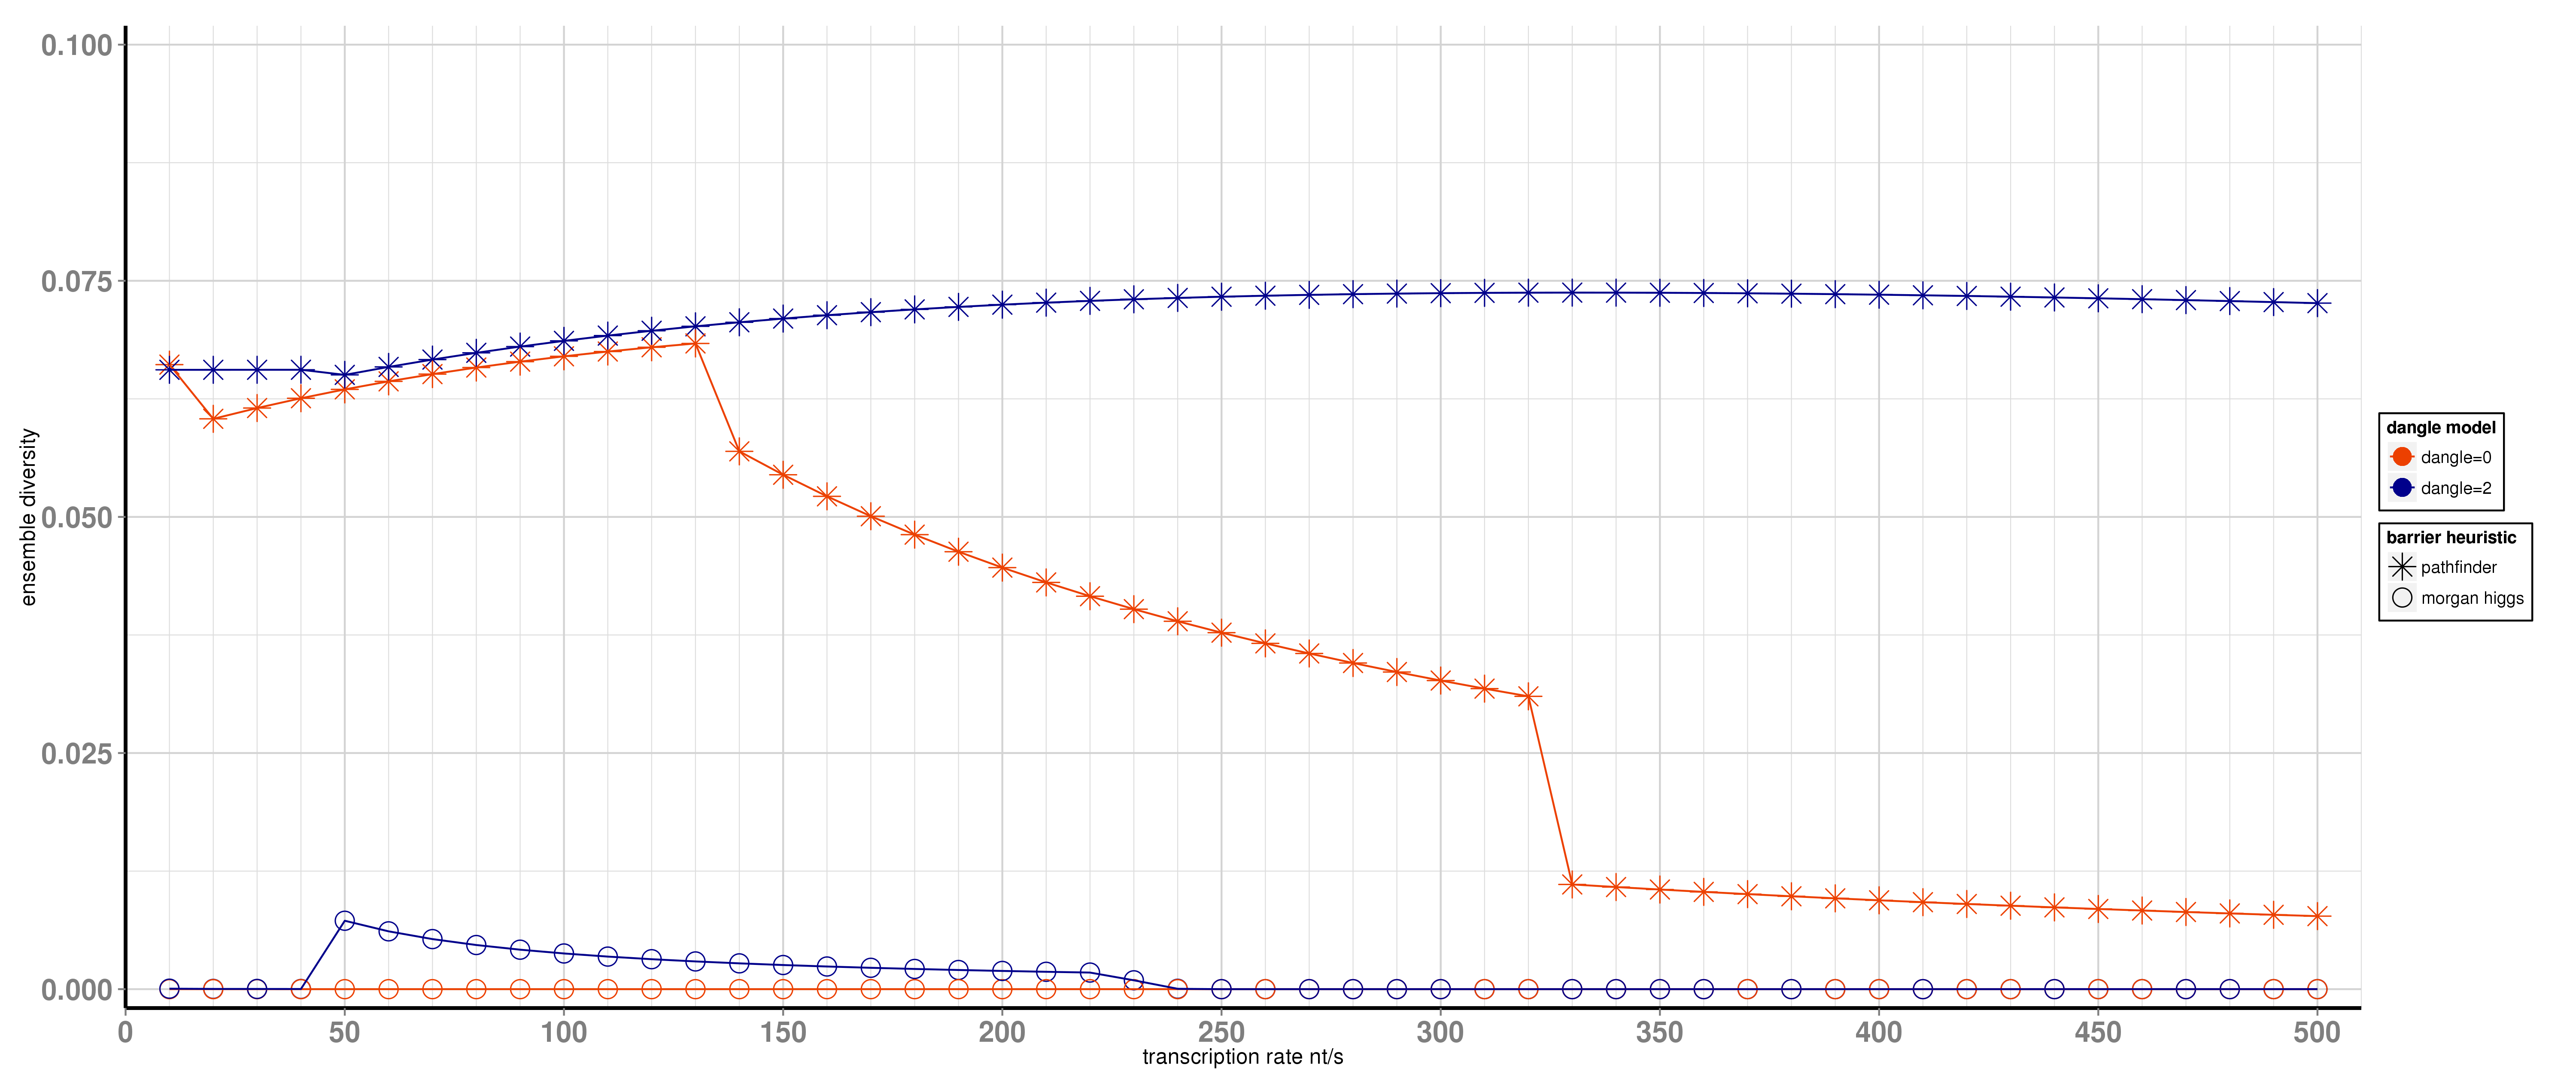 0.100
0.075
0.050
0.025
0.000
ensemble diversity
0 50 100 150 200 250 300 350 400 450 500
transcription rate nt/s
dangle model
dangle=0
dangle=2
barrier heuristic
pathfinder
morgan higgs